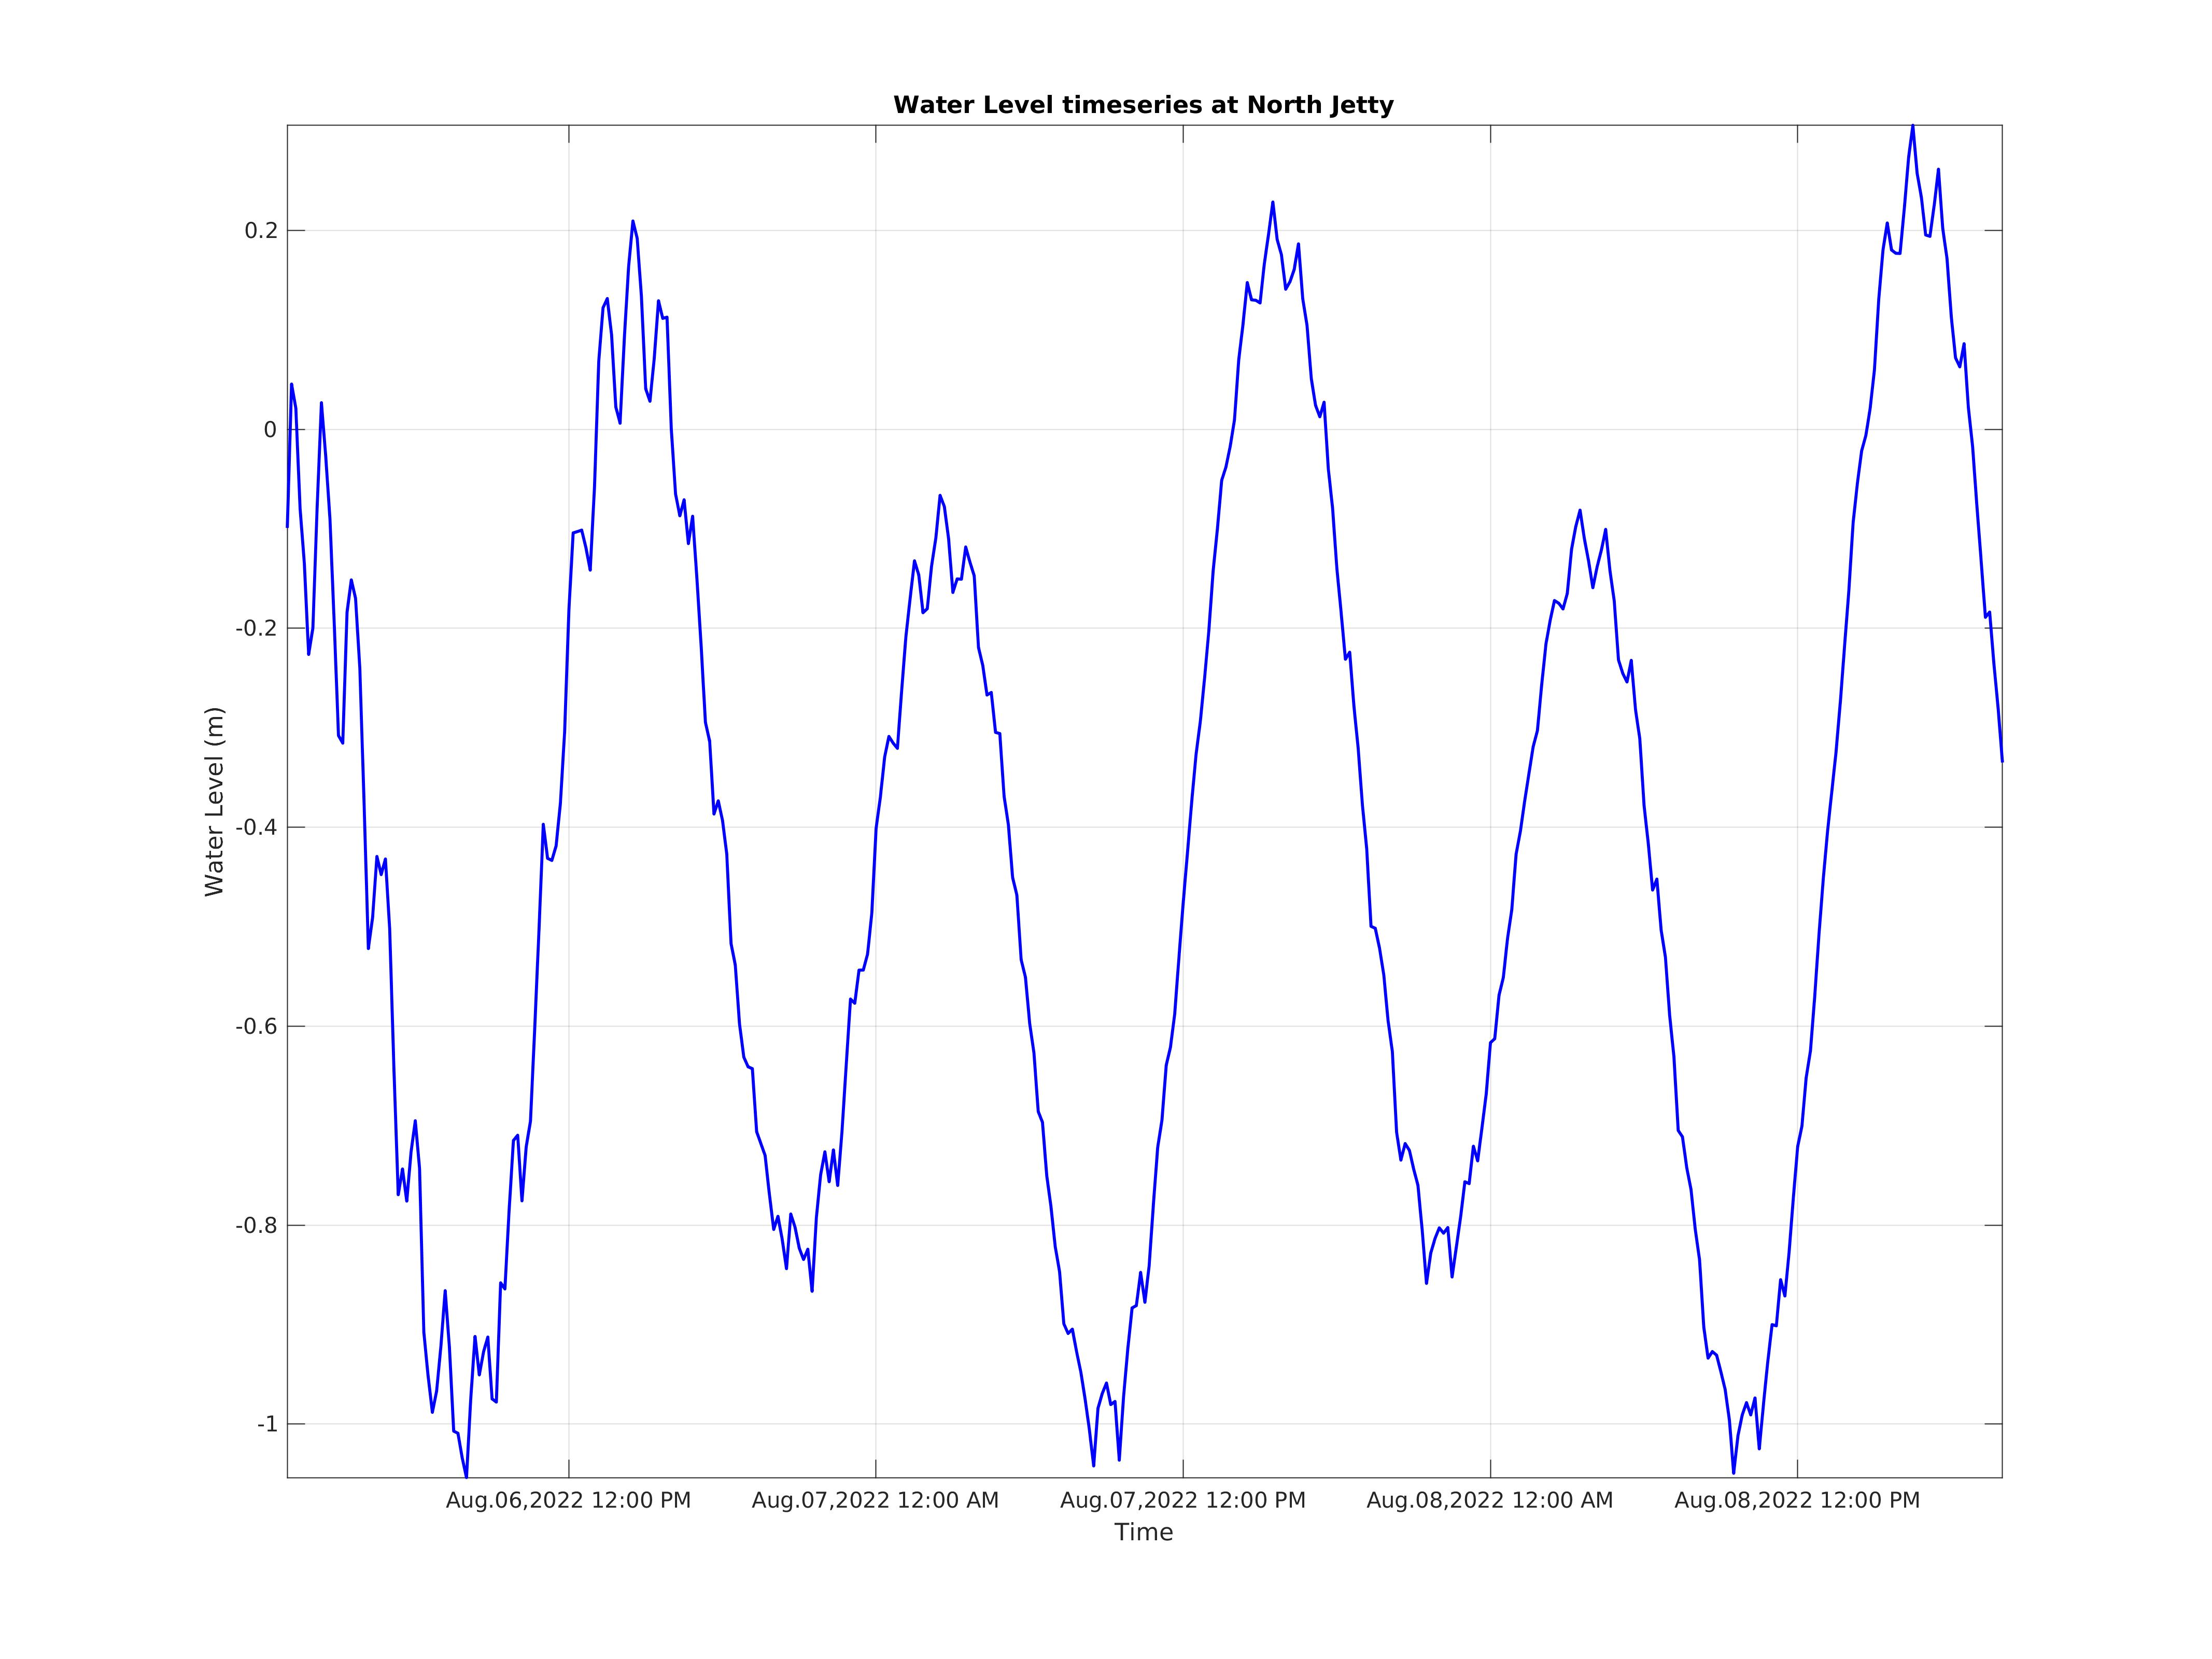 Water Level timeseries at North Jetty
0.2
0
-0.2
-0.4
-0.6
-0.8
-1
Water Level (m)
Aug.06,2022 12:00 PM
Aug.07,2022 12:00 AM
Aug.07,2022 12:00 PM
Aug.08,2022 12:00 AM
Aug.08,2022 12:00 PM
Time